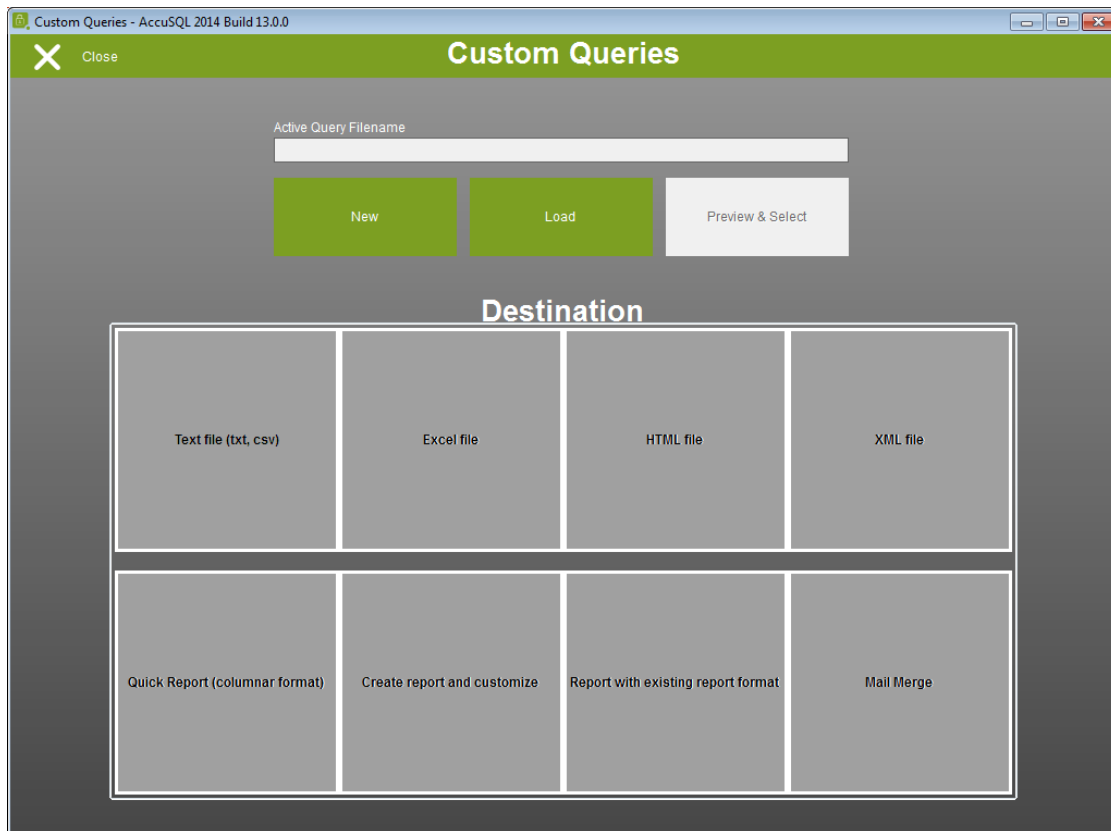 Custom Queries - AccuSQL 2014 Build 13.0.0
Close
Custom Queries
Active Query Filename
New
Load
Preview & Select
Destination
Text file (txt, csv)
Excel file
HTML file
XML file
Quick Report (columnar format)
Create report and customize
Report with existing report format
Mail Merge